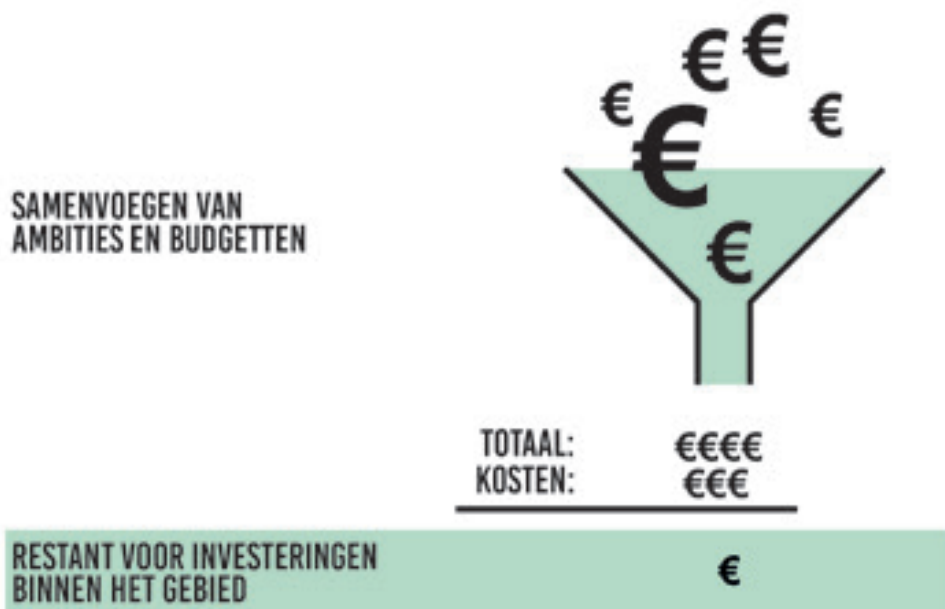 € €
€ €
€
SAMENVOEGEN VAN
AMBITIES EN BUDGETTEN
€
TOTAAL: €€€€
KOSTEN: €€€
RESTANT VOOR INVESTERINGEN
BINNEN HET GEBIED
€